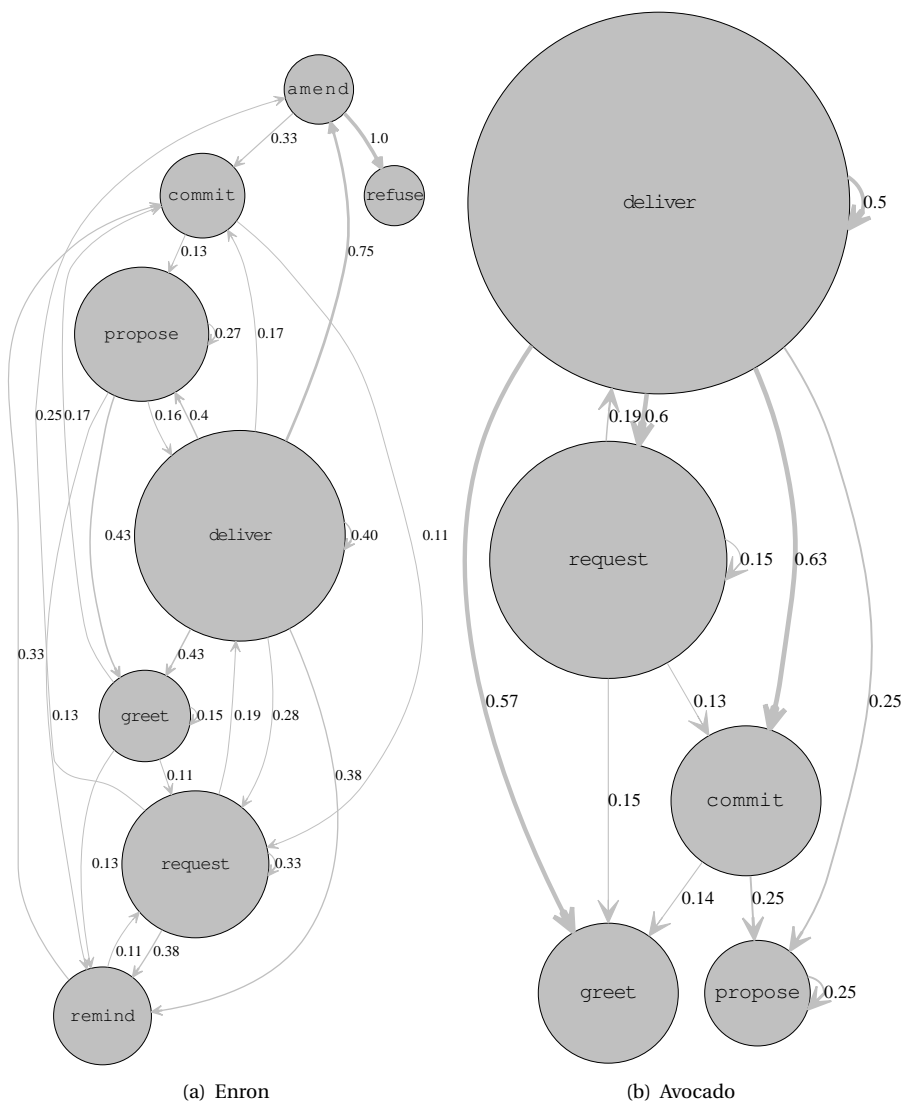 amend
0.33
1.0
commit
refuse
0.13
0.75
propose
0.27
0.17
0.25
0.17
0.16
0.4
deliver
0.43
0.40
0.11
0.33
0.43
greet
0.13
0.15
0.19
0.28
0.11
0.38
0.13
request
0.33
0.11
0.38
remind
(a) Enron
deliver
0.5
0.19
0.6
request
0.15
0.63
0.57
0.13
0.25
0.15
commit
0.14
0.25
greet
propose
0.25
(b) Avocado